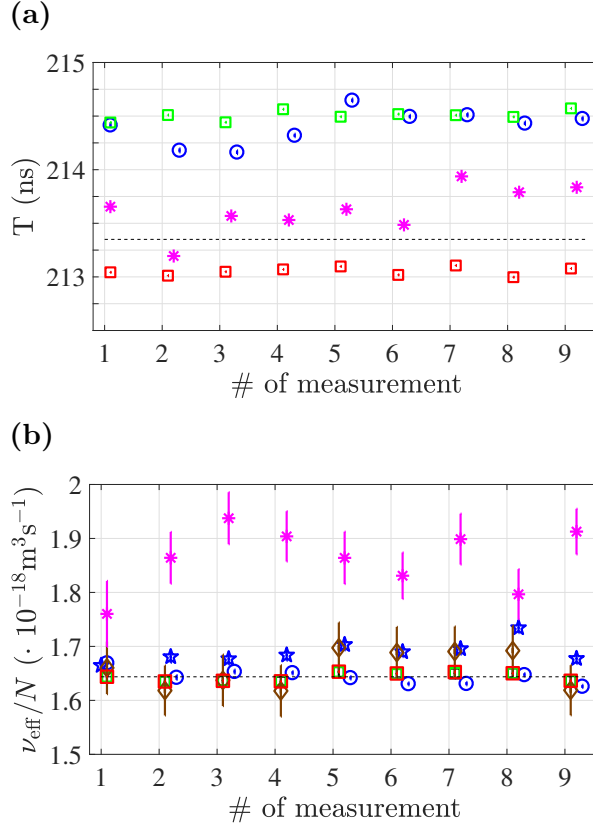 (a)
215
214
213
T (ns)
1 2 3 4 5 6 7 8 9
# of measurement
(b)
2
1.9
1.8
1.7
1.6
1.5
ν_eff/N ( · 10⁻¹⁸m³s⁻¹)
1 2 3 4 5 6 7 8 9
# of measurement